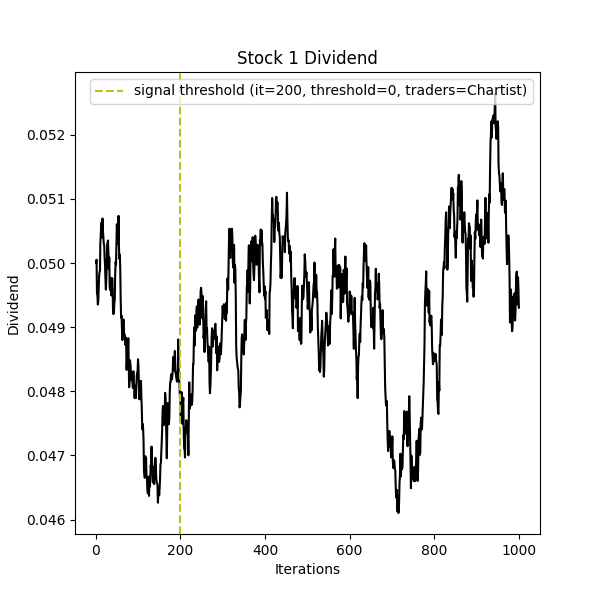 Stock 1 Dividend
signal threshold (it=200, threshold=0, traders=Chartist)
0.052
0.051
0.050
0.049
0.048
0.047
0.046
Dividend
0 200 400 600 800 1000
Iterations